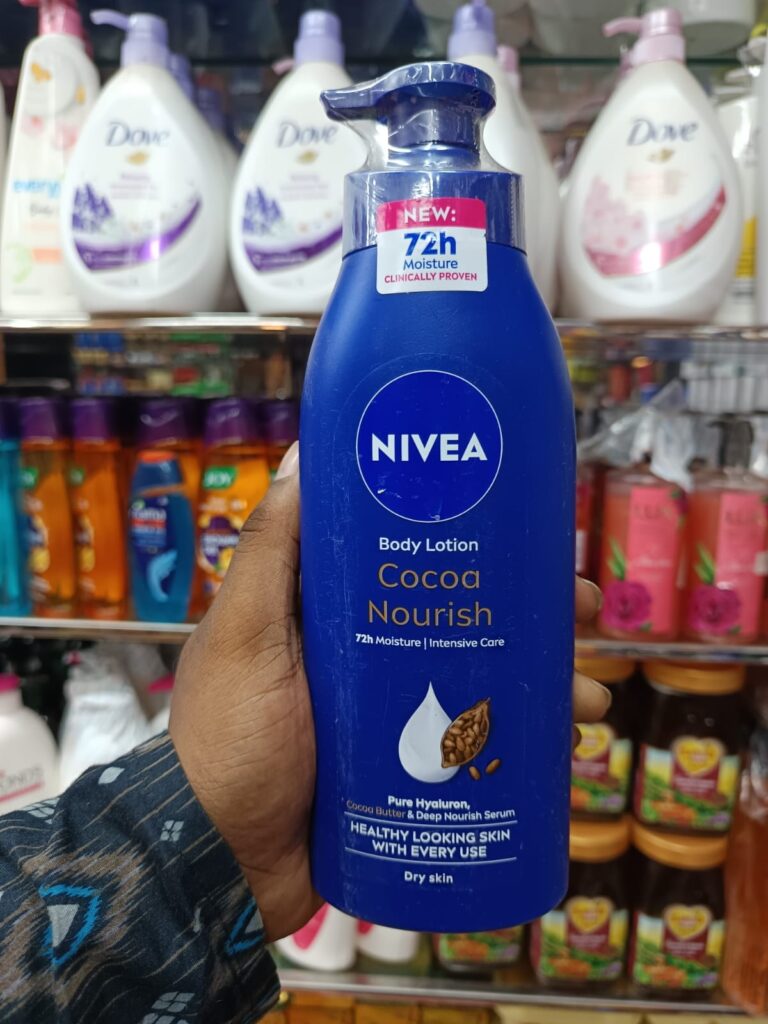 Dove
Dove
Dove
NEW:
72h
Moisture
CLINICALLY PROVEN
NIVEA
Body Lotion
Cocoa
Nourish
72h Moisture | Intensive Care
Pure Hyaluron,
Cocoa Butter & Deep Nourish Serum
HEALTHY LOOKING SKIN
WITH EVERY USE
Dry skin
JOY